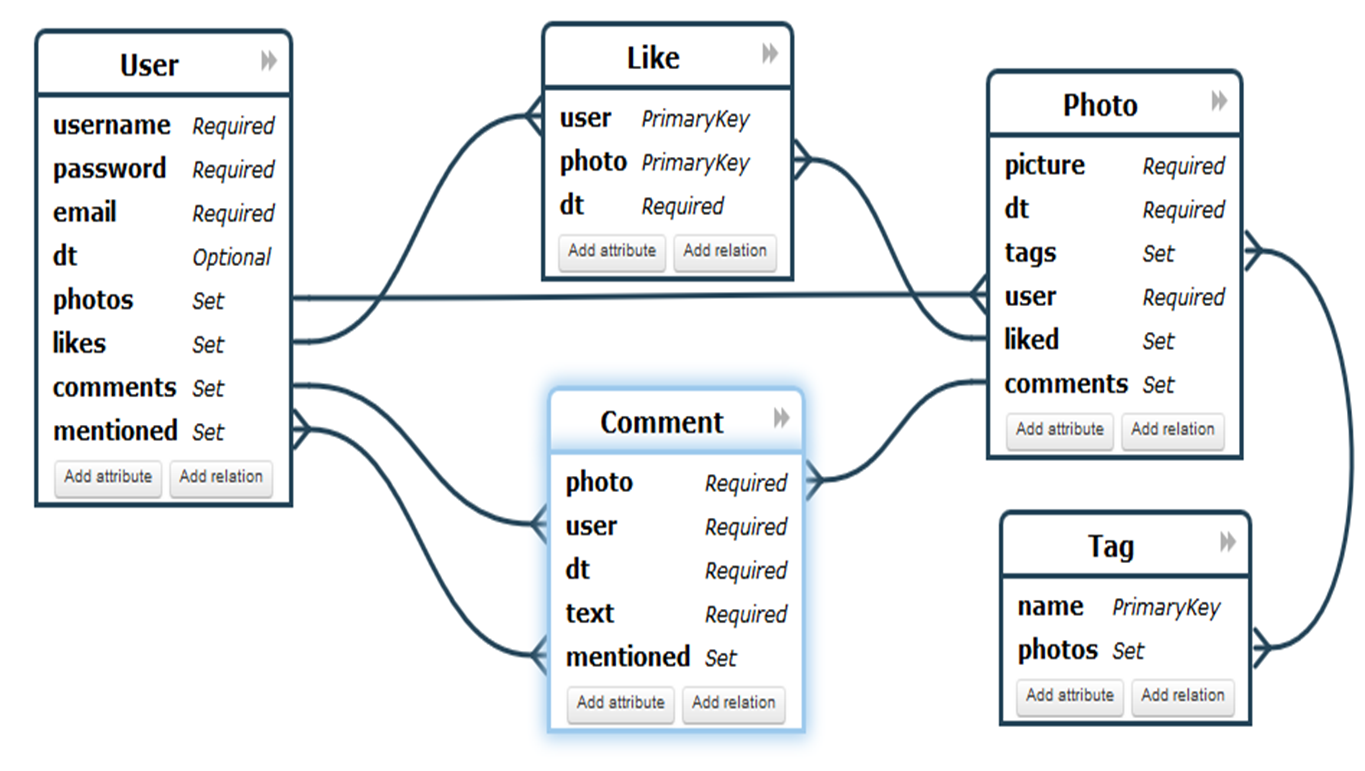 User
username Required
password Required
email Required
dt Optional
photos Set
likes Set
comments Set
mentioned Set
Add attribute Add relation
Like
user PrimaryKey
photo PrimaryKey
dt Required
Add attribute Add relation
Comment
photo Required
user Required
dt Required
text Required
mentioned Set
Add attribute Add relation
Photo
picture Required
dt Required
tags Set
user Required
liked Set
comments Set
Add attribute Add relation
Tag
name PrimaryKey
photos Set
Add attribute Add relation